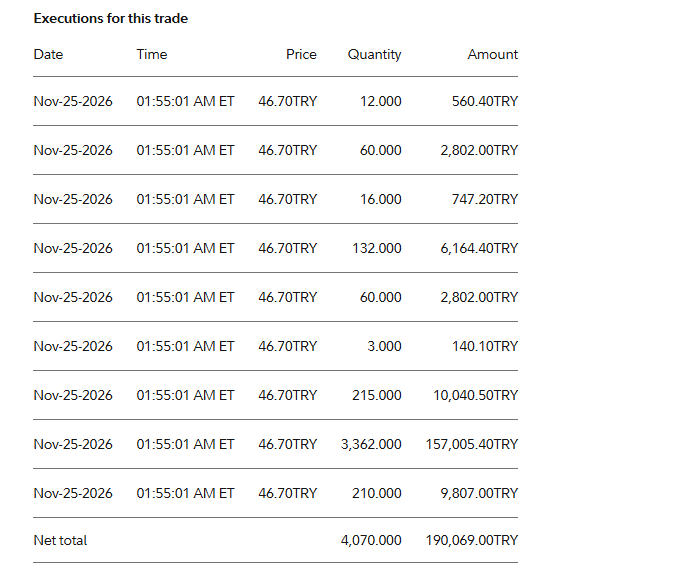 Executions for this trade
Date Time Price Quantity Amount
Nov-25-2026 01:55:01 AM ET 46.70TRY 12.000 560.40TRY
Nov-25-2026 01:55:01 AM ET 46.70TRY 60.000 2,802.00TRY
Nov-25-2026 01:55:01 AM ET 46.70TRY 16.000 747.20TRY
Nov-25-2026 01:55:01 AM ET 46.70TRY 132.000 6,164.40TRY
Nov-25-2026 01:55:01 AM ET 46.70TRY 60.000 2,802.00TRY
Nov-25-2026 01:55:01 AM ET 46.70TRY 3.000 140.10TRY
Nov-25-2026 01:55:01 AM ET 46.70TRY 215.000 10,040.50TRY
Nov-25-2026 01:55:01 AM ET 46.70TRY 3,362.000 157,005.40TRY
Nov-25-2026 01:55:01 AM ET 46.70TRY 210.000 9,807.00TRY
Net total 4,070.000 190,069.00TRY